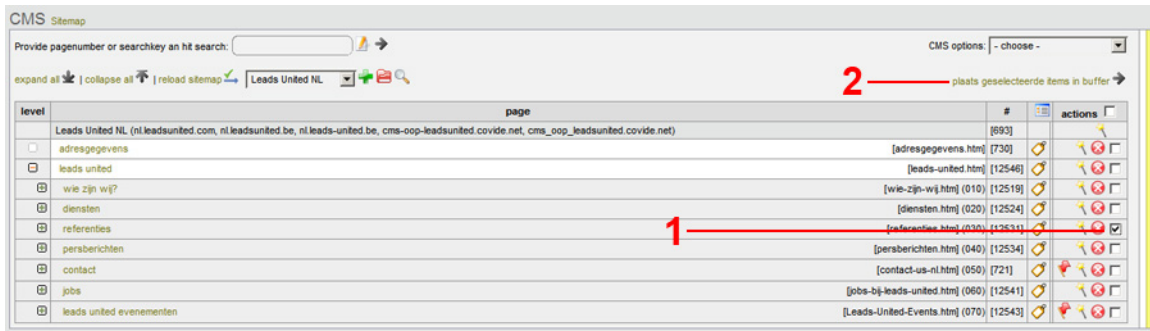 CMS Sitemap
Provide pagenumber or searchkey an hit search: CMS options: - choose -
expand all | collapse all | reload sitemap Leads United NL 2 plaats geselecteerde items in buffer
level page # actions
Leads United NL (nl.leadsunited.com, nl.leadsunited.be, nl.leads-united.be, cms-oop-leadsunited.covide.net, cms_oop_leadsunited.covide.net) [693]
adresgegevens [adresgegevens.htm] [730]
leads united [leads-united.htm] [12546]
wie zijn wij? [wie-zijn-wij.htm] (010) [12519]
diensten [diensten.htm] (020) [12524]
referenties 1 [referenties.htm] (030) [12531]
persberichten [persberichten.htm] (040) [12534]
contact [contact-us-nl.htm] (050) [721]
jobs [jobs-bij-leads-united.htm] (060) [12541]
leads united evenementen [Leads-United-Events.htm] (070) [12543]